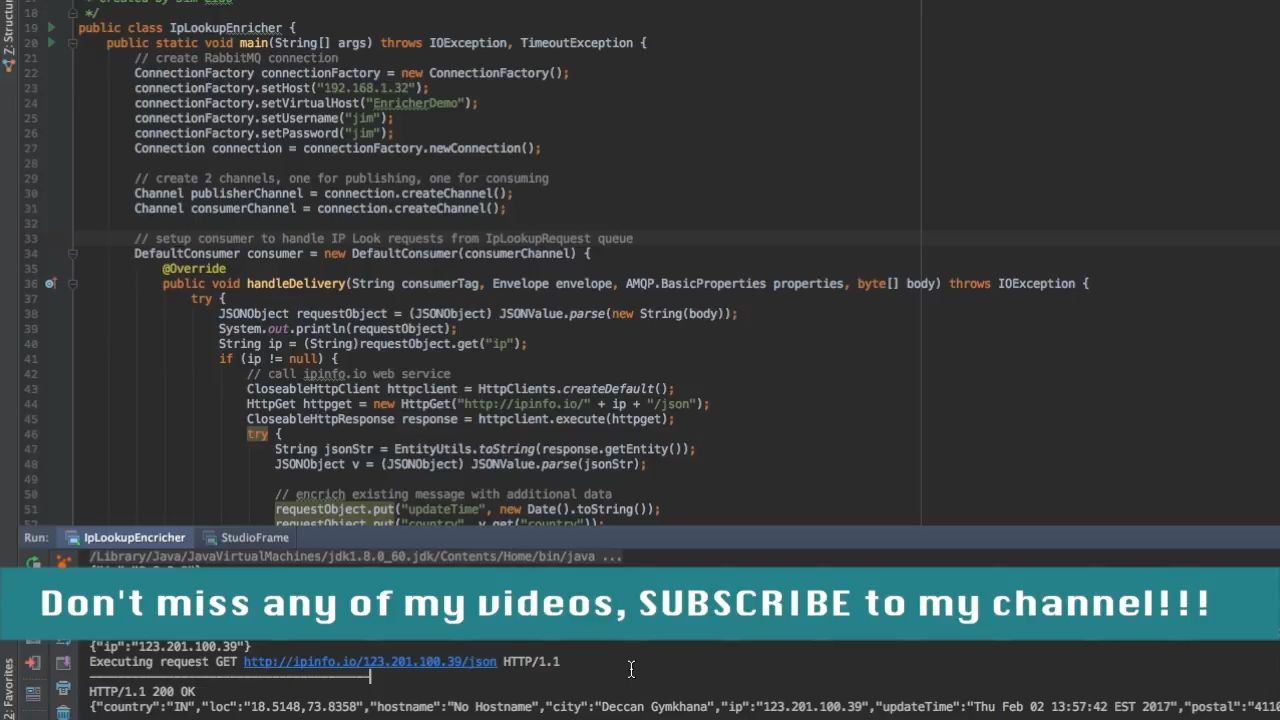 Z: Structure
18 */
19 public class IpLookupEnricher {
20 public static void main(String[] args) throws IOException, TimeoutException {
21 // create RabbitMQ connection
22 ConnectionFactory connectionFactory = new ConnectionFactory();
23 connectionFactory.setHost("192.168.1.32");
24 connectionFactory.setVirtualHost("EnricherDemo");
25 connectionFactory.setUsername("jim");
26 connectionFactory.setPassword("jim");
27 Connection connection = connectionFactory.newConnection();
28
29 // create 2 channels, one for publishing, one for consuming
30 Channel publisherChannel = connection.createChannel();
31 Channel consumerChannel = connection.createChannel();
32
33 // setup consumer to handle IP Look requests from IpLookupRequest queue
34 DefaultConsumer consumer = new DefaultConsumer(consumerChannel) {
35 @Override
36 public void handleDelivery(String consumerTag, Envelope envelope, AMQP.BasicProperties properties, byte[] body) throws IOException {
37 try {
38 JSONObject requestObject = (JSONObject) JSONValue.parse(new String(body));
39 System.out.println(requestObject);
40 String ip = (String)requestObject.get("ip");
41 if (ip != null) {
42 // call ipinfo.io web service
43 CloseableHttpClient httpclient = HttpClients.createDefault();
44 HttpGet httpget = new HttpGet("http://ipinfo.io/" + ip + "/json");
45 CloseableHttpResponse response = httpclient.execute(httpget);
46 try {
47 String jsonStr = EntityUtils.toString(response.getEntity());
48 JSONObject v = (JSONObject) JSONValue.parse(jsonStr);
49
50 // encrich existing message with additional data
51 requestObject.put("updateTime", new Date().toString());
52 requestObject.put("country", v.get("country"));
Run: IpLookupEncricher StudioFrame
/Library/Java/JavaVirtualMachines/jdk1.8.0_60.jdk/Contents/Home/bin/java ...
Don't miss any of my videos, SUBSCRIBE to my channel!!!
{"ip":"123.201.100.39"}
Executing request GET http://ipinfo.io/123.201.100.39/json HTTP/1.1
----------------------------------------
HTTP/1.1 200 OK
{"country":"IN","loc":"18.5148,73.8358","hostname":"No Hostname","city":"Deccan Gymkhana","ip":"123.201.100.39","updateTime":"Thu Feb 02 13:57:42 EST 2017","postal":"4110
2: Favorites